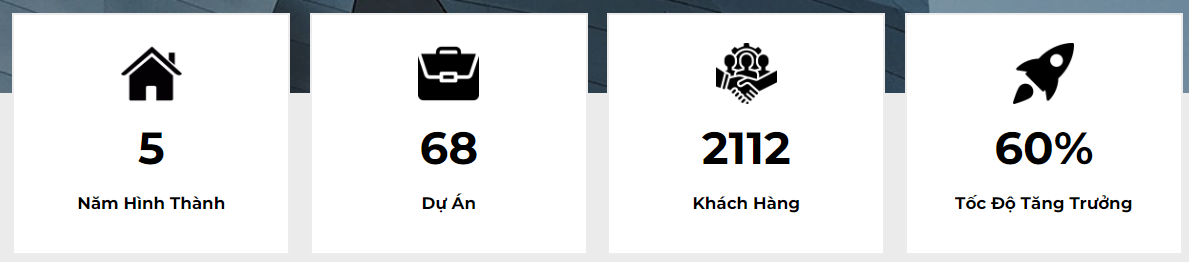 5
Năm Hình Thành
68
Dự Án
2112
Khách Hàng
60%
Tốc Độ Tăng Trưởng